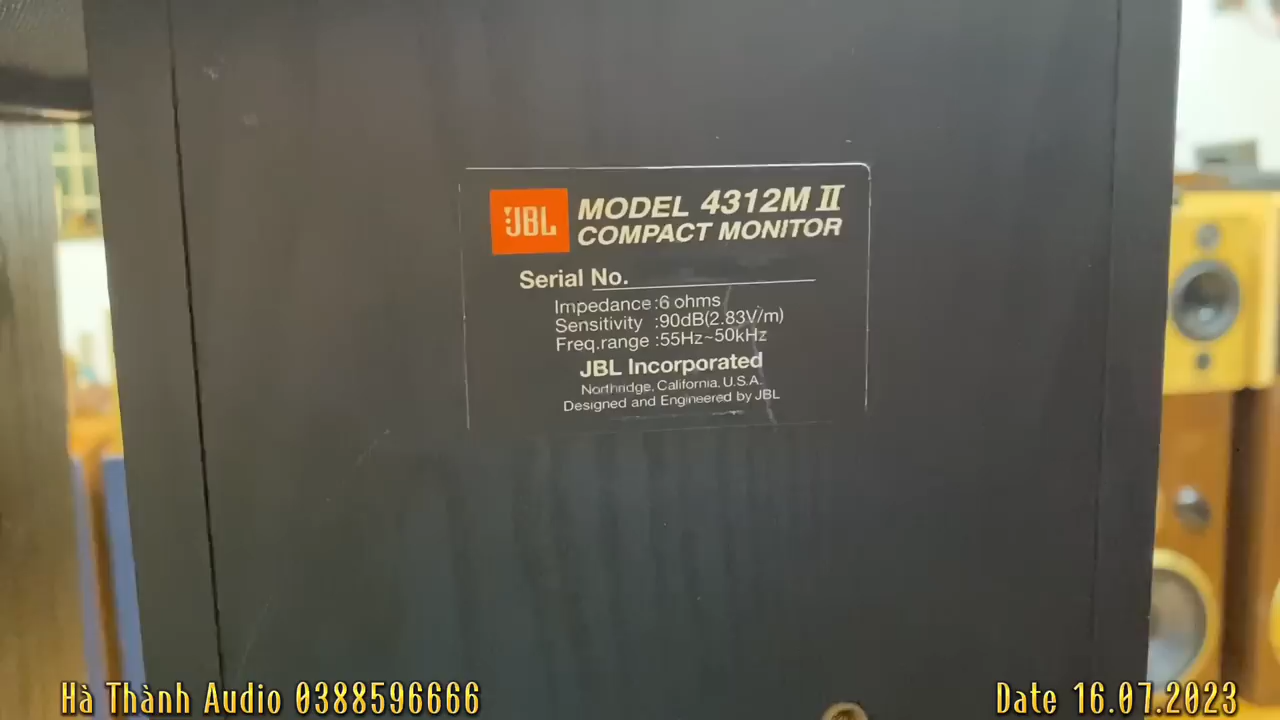 JBL MODEL 4312M II
COMPACT MONITOR
Serial No.
Impedance :6 ohms
Sensitivity :90dB(2.83V/m)
Freq.range :55Hz~50kHz
JBL Incorporated
Northridge, California, U.S.A.
Designed and Engineered by JBL
Hà Thành Audio 0388596666
Date 16.07.2023